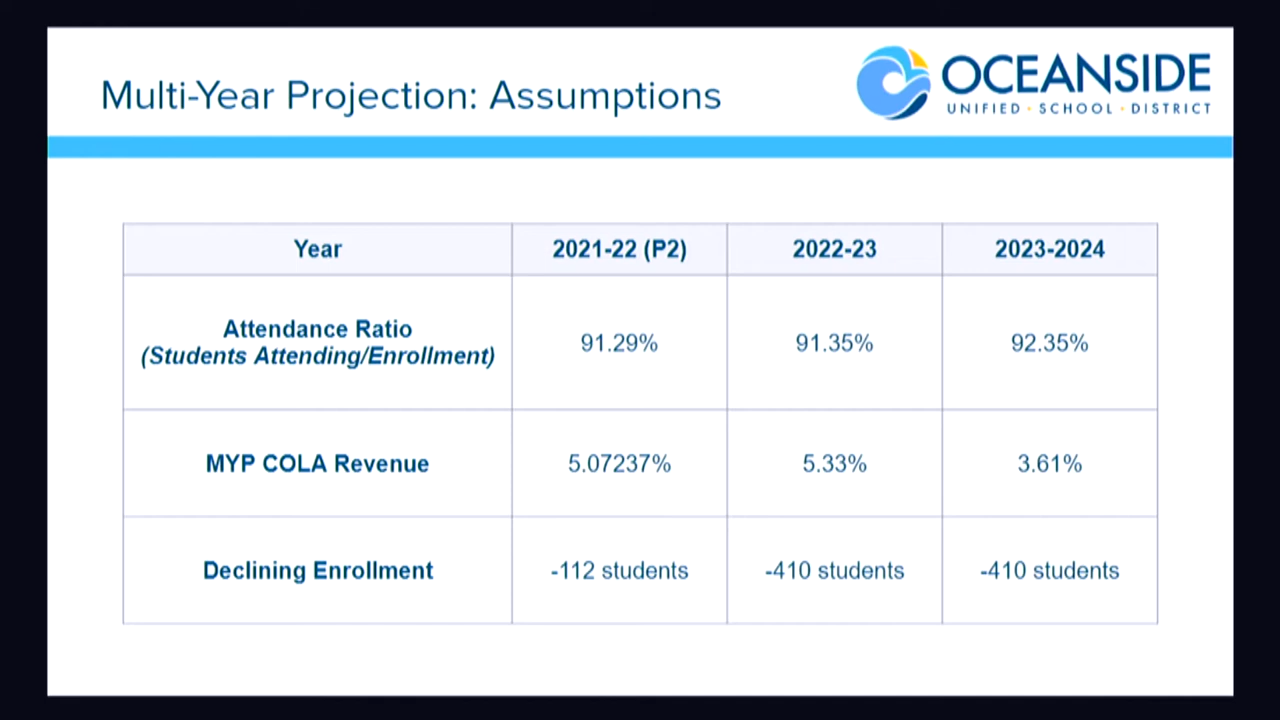 Multi-Year Projection: Assumptions
OCEANSIDE
UNIFIED · SCHOOL · DISTRICT
Year 2021-22 (P2) 2022-23 2023-2024
Attendance Ratio
(Students Attending/Enrollment) 91.29% 91.35% 92.35%
MYP COLA Revenue 5.07237% 5.33% 3.61%
Declining Enrollment -112 students -410 students -410 students